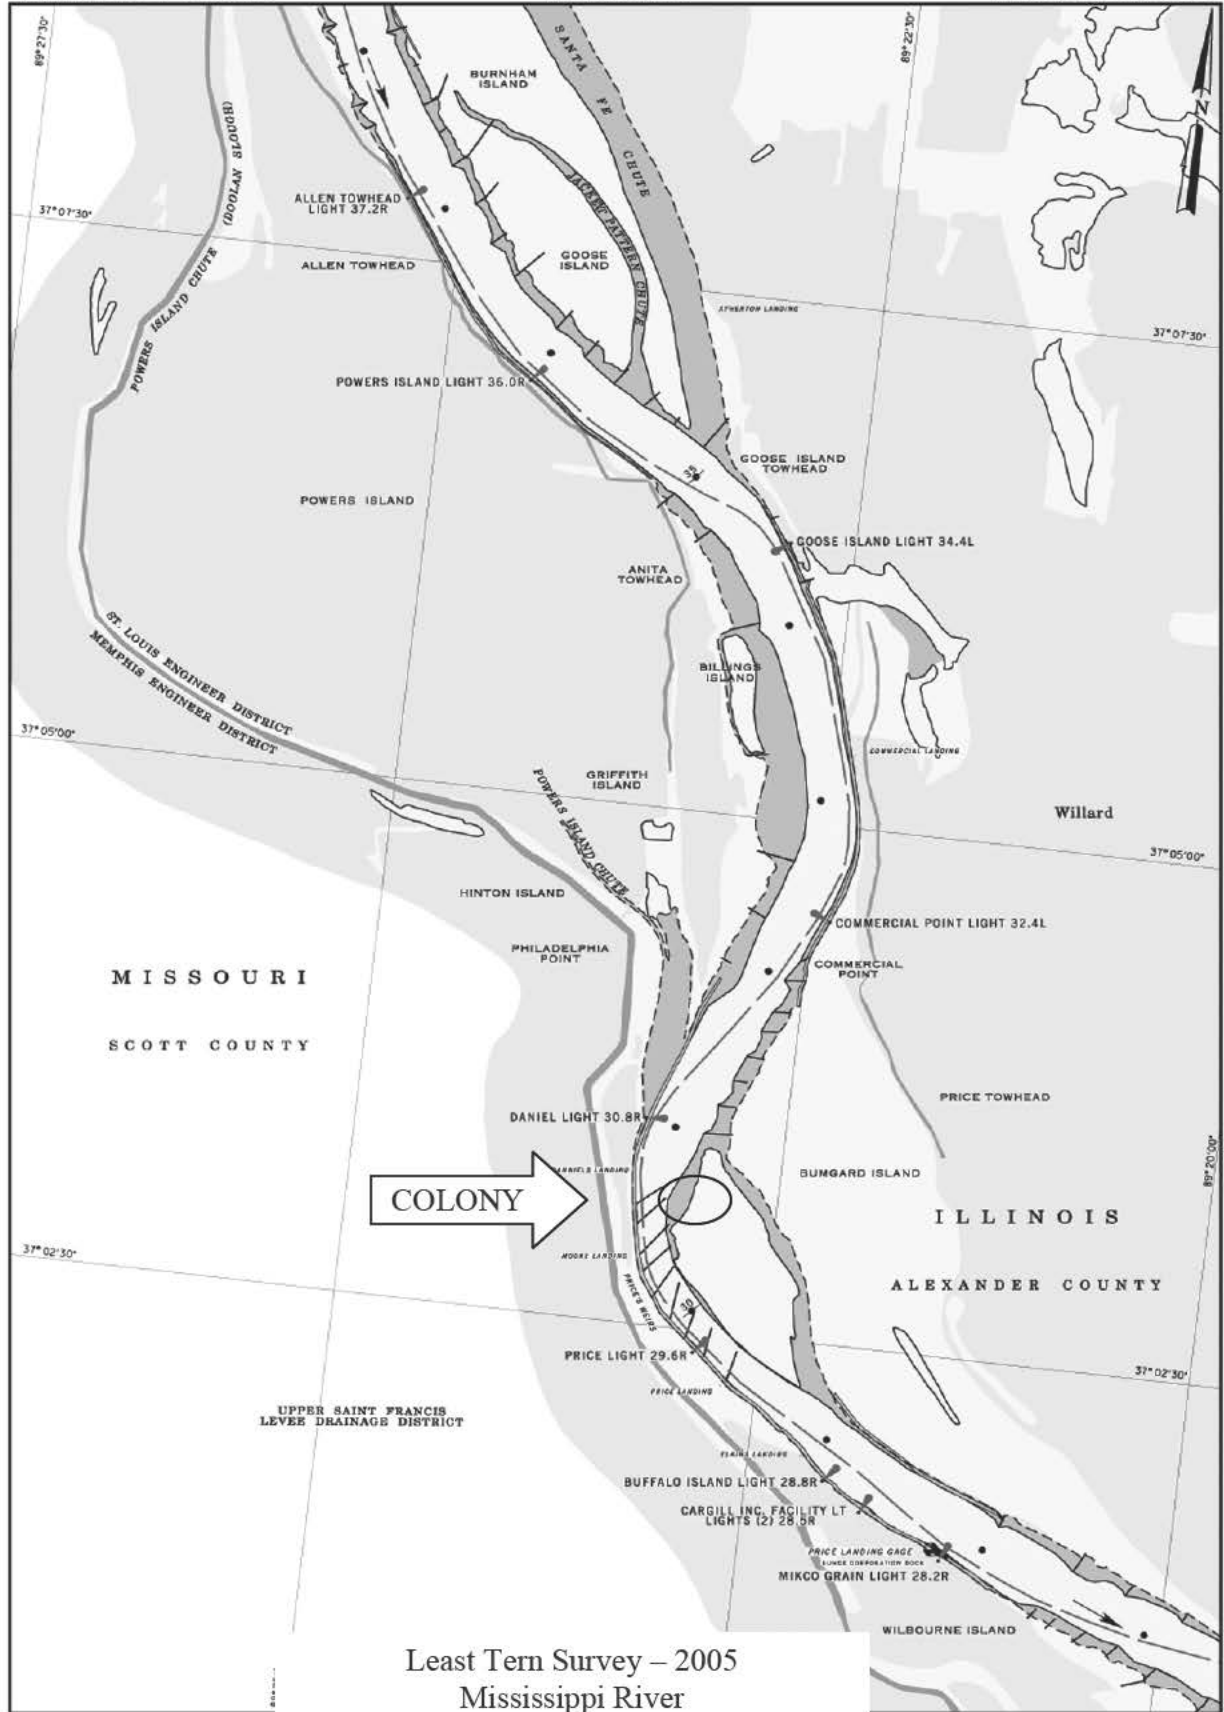 89°27'30"
89°22'30"
SANTA FE CHUTE
N
BURNHAM
ISLAND
(DOOLAN SLOUGH)
JACKET PATTERN CHUTE
ALLEN TOWHEAD
LIGHT 37.2R
37°07'30"
GOOSE
ISLAND
ALLEN TOWHEAD
POWERS ISLAND CHUTE
ATHERTON LANDING
37°07'30"
POWERS ISLAND LIGHT 36.0R
GOOSE ISLAND
TOWHEAD
POWERS ISLAND
GOOSE ISLAND LIGHT 34.4L
ANITA
TOWHEAD
ST. LOUIS ENGINEER DISTRICT
MEMPHIS ENGINEER DISTRICT
BILLINGS
ISLAND
37°05'00"
COMMERCIAL LANDING
GRIFFITH
ISLAND
POWERS ISLAND CHUTE
Willard
37°05'00"
HINTON ISLAND
COMMERCIAL POINT LIGHT 32.4L
PHILADELPHIA
POINT
COMMERCIAL
POINT
MISSOURI
SCOTT COUNTY
PRICE TOWHEAD
DANIEL LIGHT 30.8R
89°20'00"
BUMGARD ISLAND
COLONY
ILLINOIS
37°02'30"
MOORE LANDING
ALEXANDER COUNTY
PRICE'S WEIRS
PRICE LIGHT 29.6R
37°02'30"
PRICE LANDING
UPPER SAINT FRANCIS
LEVEE DRAINAGE DISTRICT
ELKINS LANDING
BUFFALO ISLAND LIGHT 28.8R
CARGILL INC. FACILITY LT
LIGHTS (2) 28.5R
PRICE LANDING GAGE
BUNGE CORPORATION DOCK
MIKCO GRAIN LIGHT 28.2R
WILBOURNE ISLAND
Least Tern Survey – 2005
Mississippi River